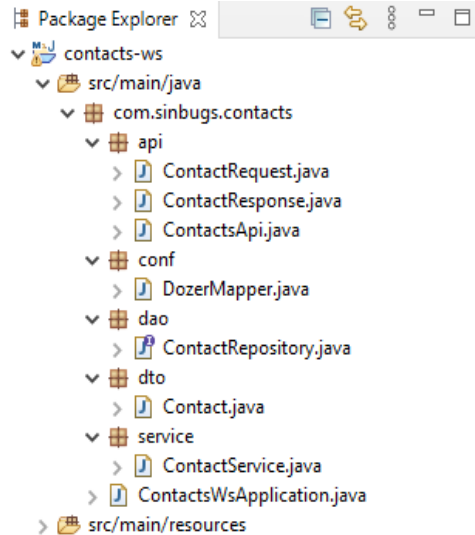 Package Explorer
contacts-ws
src/main/java
com.sinbugs.contacts
api
ContactRequest.java
ContactResponse.java
ContactsApi.java
conf
DozerMapper.java
dao
ContactRepository.java
dto
Contact.java
service
ContactService.java
ContactsWsApplication.java
src/main/resources